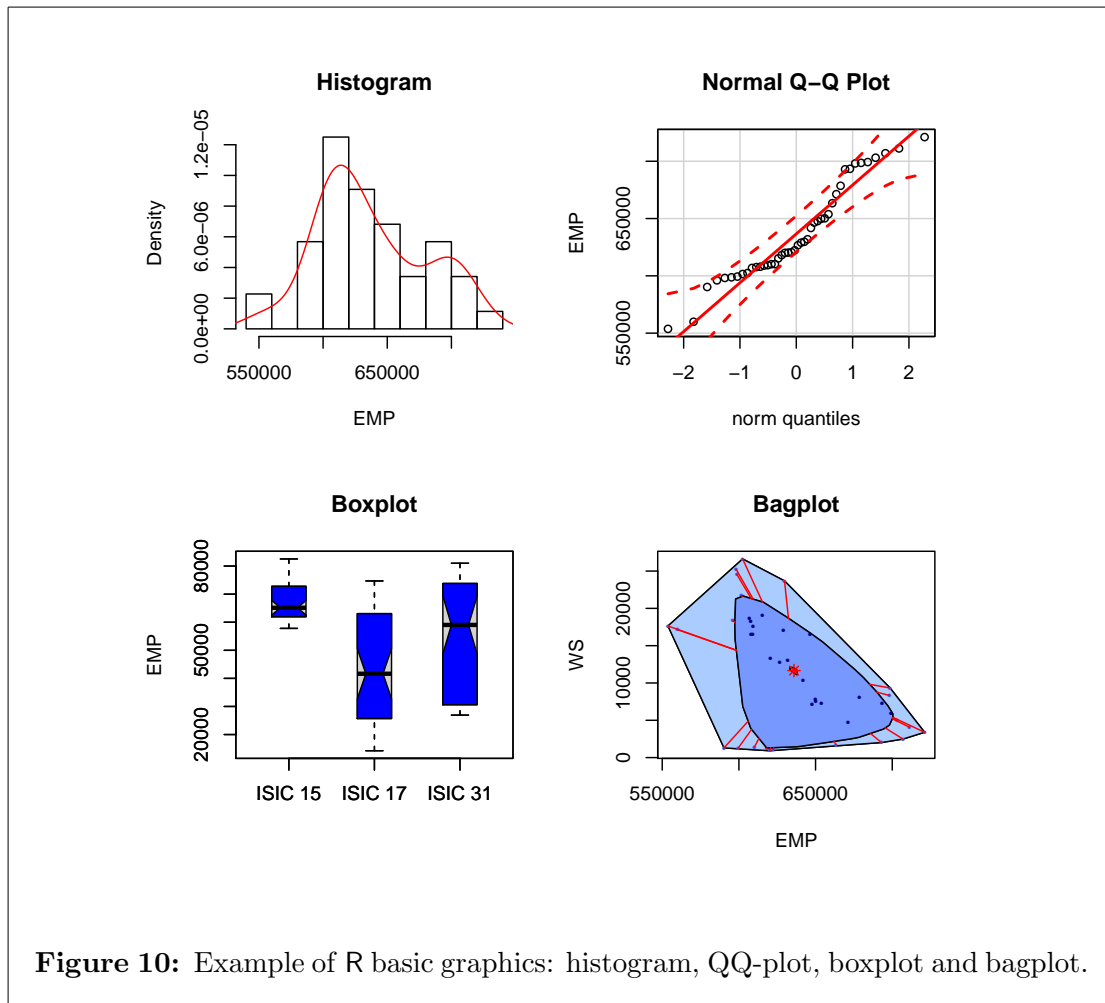 Histogram
Density
0.0e+00
6.0e−06
1.2e−05
550000
650000
EMP
Normal Q−Q Plot
EMP
550000
650000
−2
−1
0
1
2
norm quantiles
Boxplot
EMP
20000
50000
80000
ISIC 15
ISIC 17
ISIC 31
Bagplot
WS
0
10000
20000
550000
650000
EMP
Figure 10: Example of R basic graphics: histogram, QQ-plot, boxplot and bagplot.